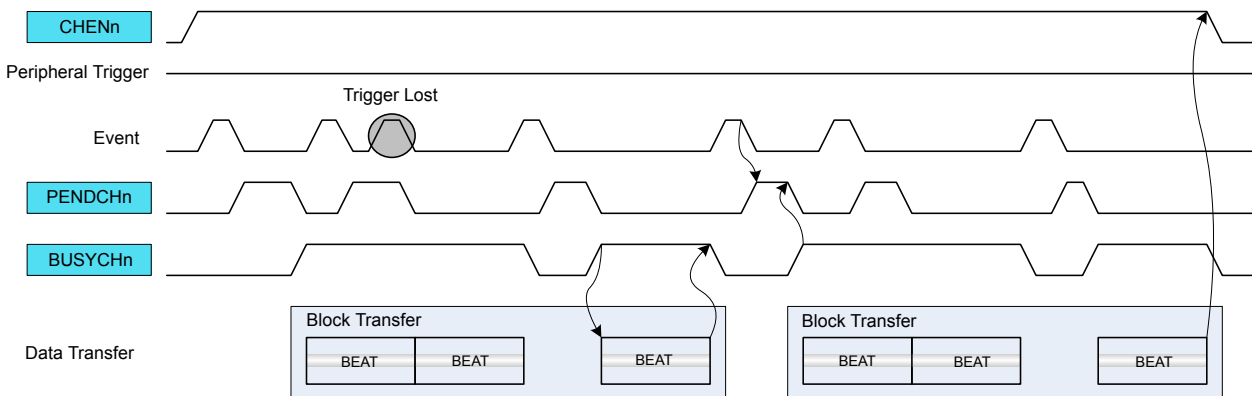 CHENn
Peripheral Trigger
Trigger Lost
Event
PENDCHn
BUSYCHn
Block Transfer
Block Transfer
Data Transfer
BEAT
BEAT
BEAT
BEAT
BEAT
BEAT